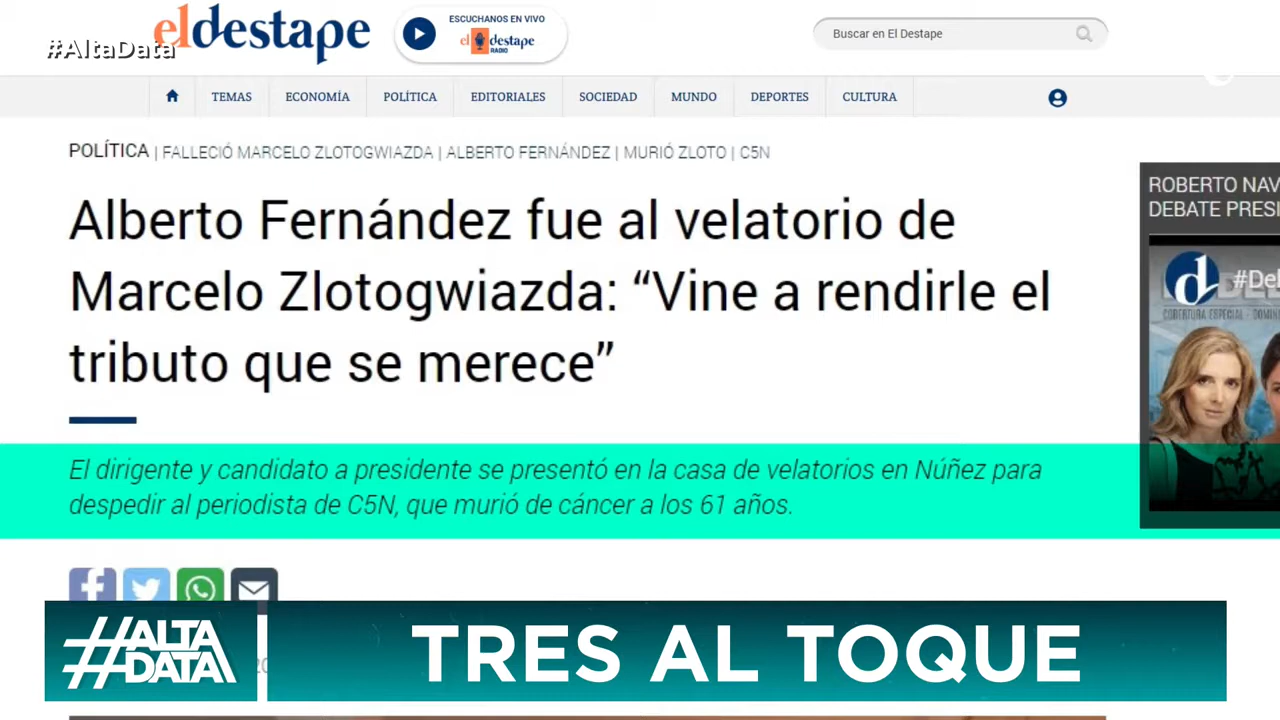 #AltaData
eldestape
ESCUCHANOS EN VIVO
eldestape
RADIO
Buscar en El Destape
TEMAS
ECONOMÍA
POLÍTICA
EDITORIALES
SOCIEDAD
MUNDO
DEPORTES
CULTURA
POLÍTICA | FALLECIÓ MARCELO ZLOTOGWIAZDA | ALBERTO FERNÁNDEZ | MURIÓ ZLOTO | C5N
Alberto Fernández fue al velatorio de
Marcelo Zlotogwiazda: “Vine a rendirle el
tributo que se merece”
ROBERTO NAV
DEBATE PRESI
d #Del
COBERTURA ESPECIAL - DOMIN
El dirigente y candidato a presidente se presentó en la casa de velatorios en Núñez para
despedir al periodista de C5N, que murió de cáncer a los 61 años.
#ALTA
DATA
TRES AL TOQUE